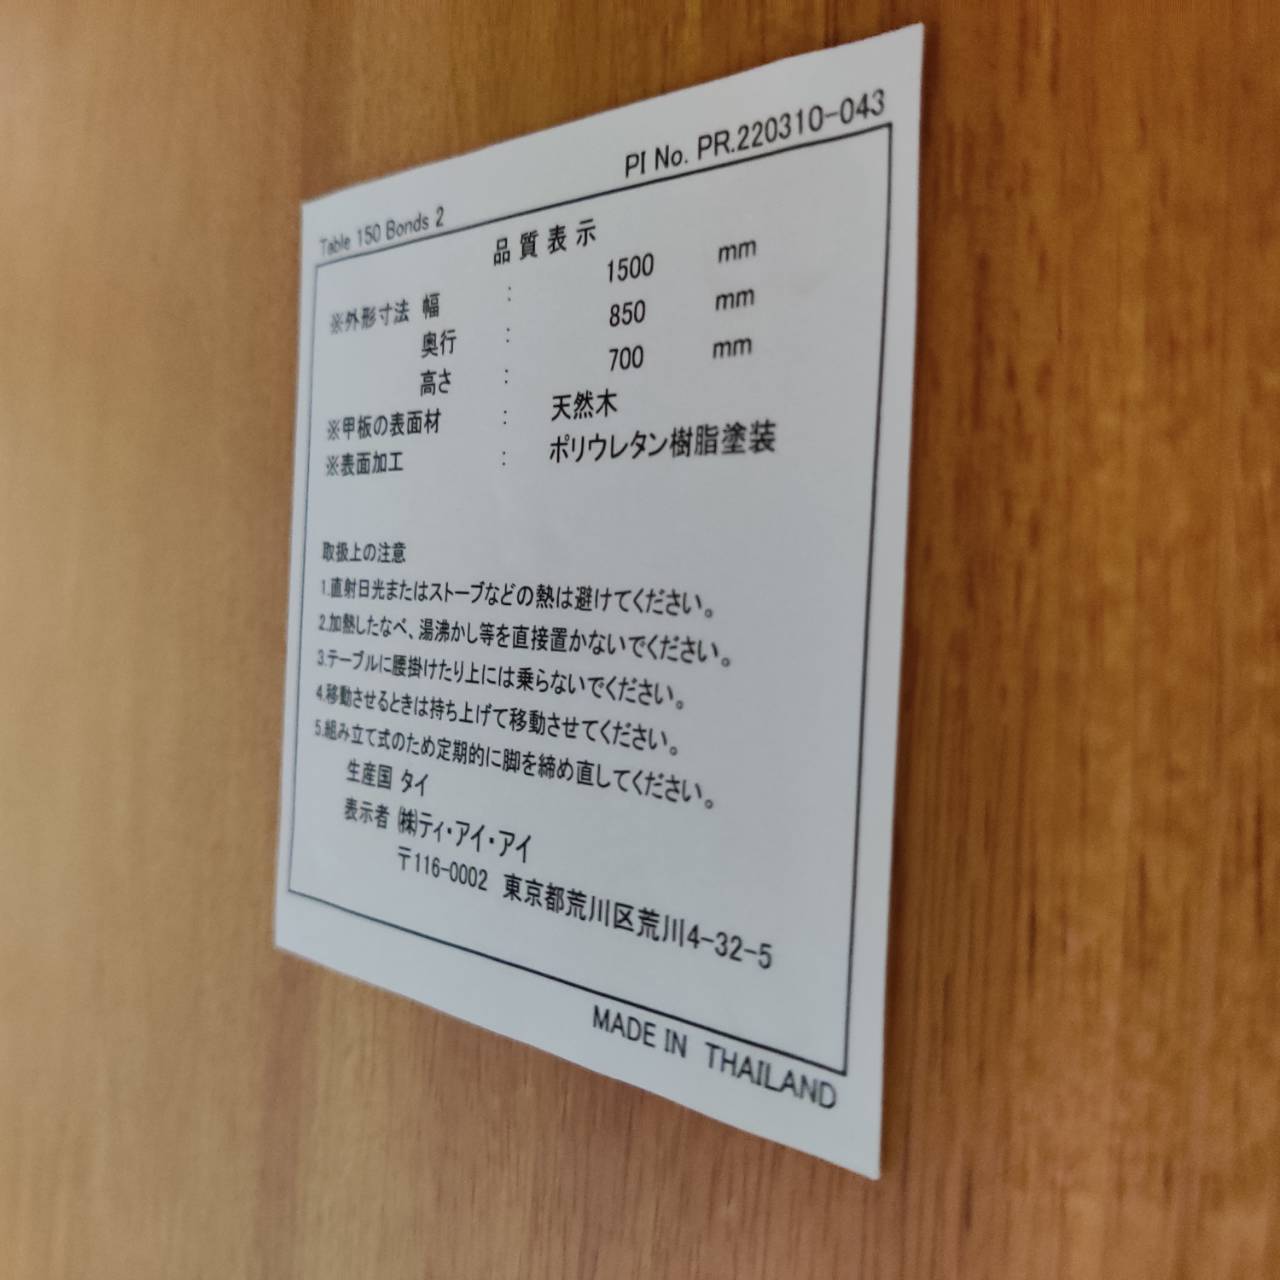 Table 150 Bonds 2 PI No. PR.220310-043
品質表示
※外形寸法 幅 : 1500 mm
奥行 : 850 mm
高さ : 700 mm
※甲板の表面材 : 天然木
※表面加工 : ポリウレタン樹脂塗装
取扱上の注意
1.直射日光またはストーブなどの熱は避けてください。
2.加熱したなべ、湯沸かし等を直接置かないでください。
3.テーブルに腰掛けたり上には乗らないでください。
4.移動させるときは持ち上げて移動させてください。
5.組み立て式のため定期的に脚を締め直してください。
生産国 タイ
表示者 ㈱ティ・アイ・アイ
〒116-0002 東京都荒川区荒川4-32-5
MADE IN THAILAND